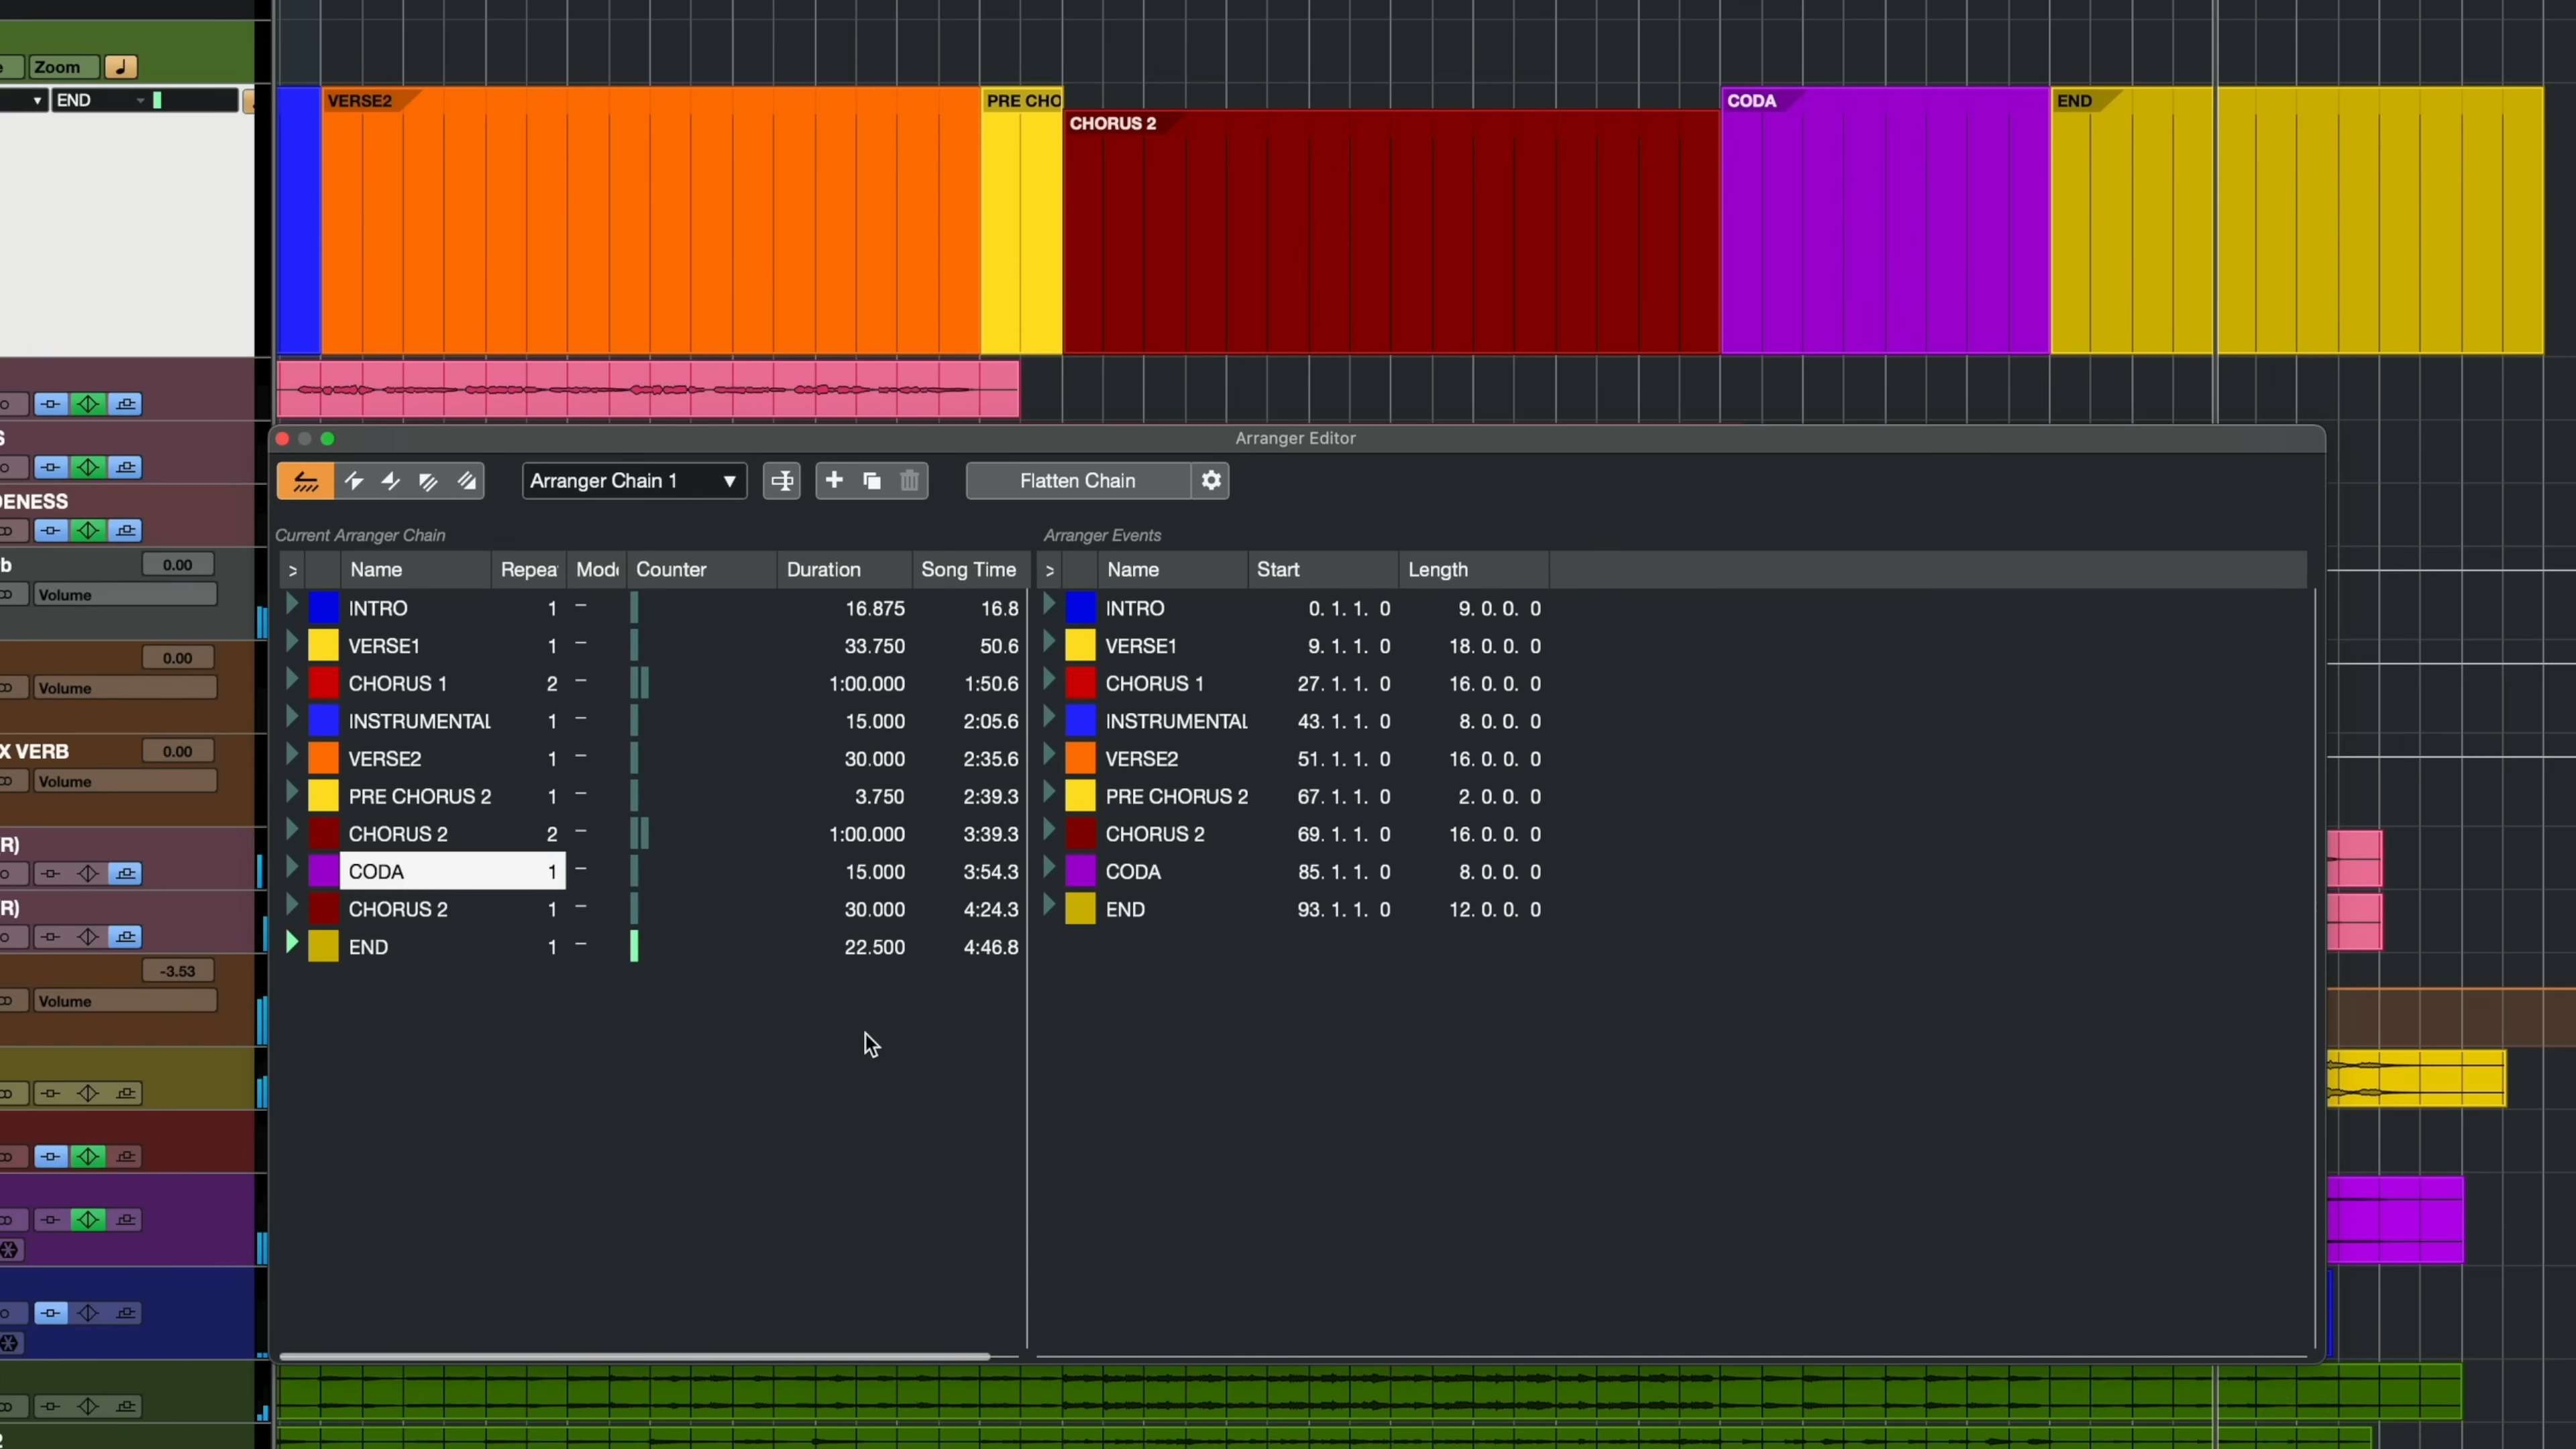 Zoom
END
VERSE2
PRE CHO
CHORUS 2
CODA
END
DENESS
0.00
Volume
0.00
Volume
X VERB
0.00
Volume
R)
R)
-3.53
Volume
Arranger Editor
Arranger Chain 1
Flatten Chain
Current Arranger Chain
> Name Repea Mode Counter Duration Song Time
INTRO 1 – 16.875 16.8
VERSE1 1 – 33.750 50.6
CHORUS 1 2 – 1:00.000 1:50.6
INSTRUMENTAL 1 – 15.000 2:05.6
VERSE2 1 – 30.000 2:35.6
PRE CHORUS 2 1 – 3.750 2:39.3
CHORUS 2 2 – 1:00.000 3:39.3
CODA 1 – 15.000 3:54.3
CHORUS 2 1 – 30.000 4:24.3
END 1 – 22.500 4:46.8
Arranger Events
> Name Start Length
INTRO 0. 1. 1. 0 9. 0. 0. 0
VERSE1 9. 1. 1. 0 18. 0. 0. 0
CHORUS 1 27. 1. 1. 0 16. 0. 0. 0
INSTRUMENTAL 43. 1. 1. 0 8. 0. 0. 0
VERSE2 51. 1. 1. 0 16. 0. 0. 0
PRE CHORUS 2 67. 1. 1. 0 2. 0. 0. 0
CHORUS 2 69. 1. 1. 0 16. 0. 0. 0
CODA 85. 1. 1. 0 8. 0. 0. 0
END 93. 1. 1. 0 12. 0. 0. 0